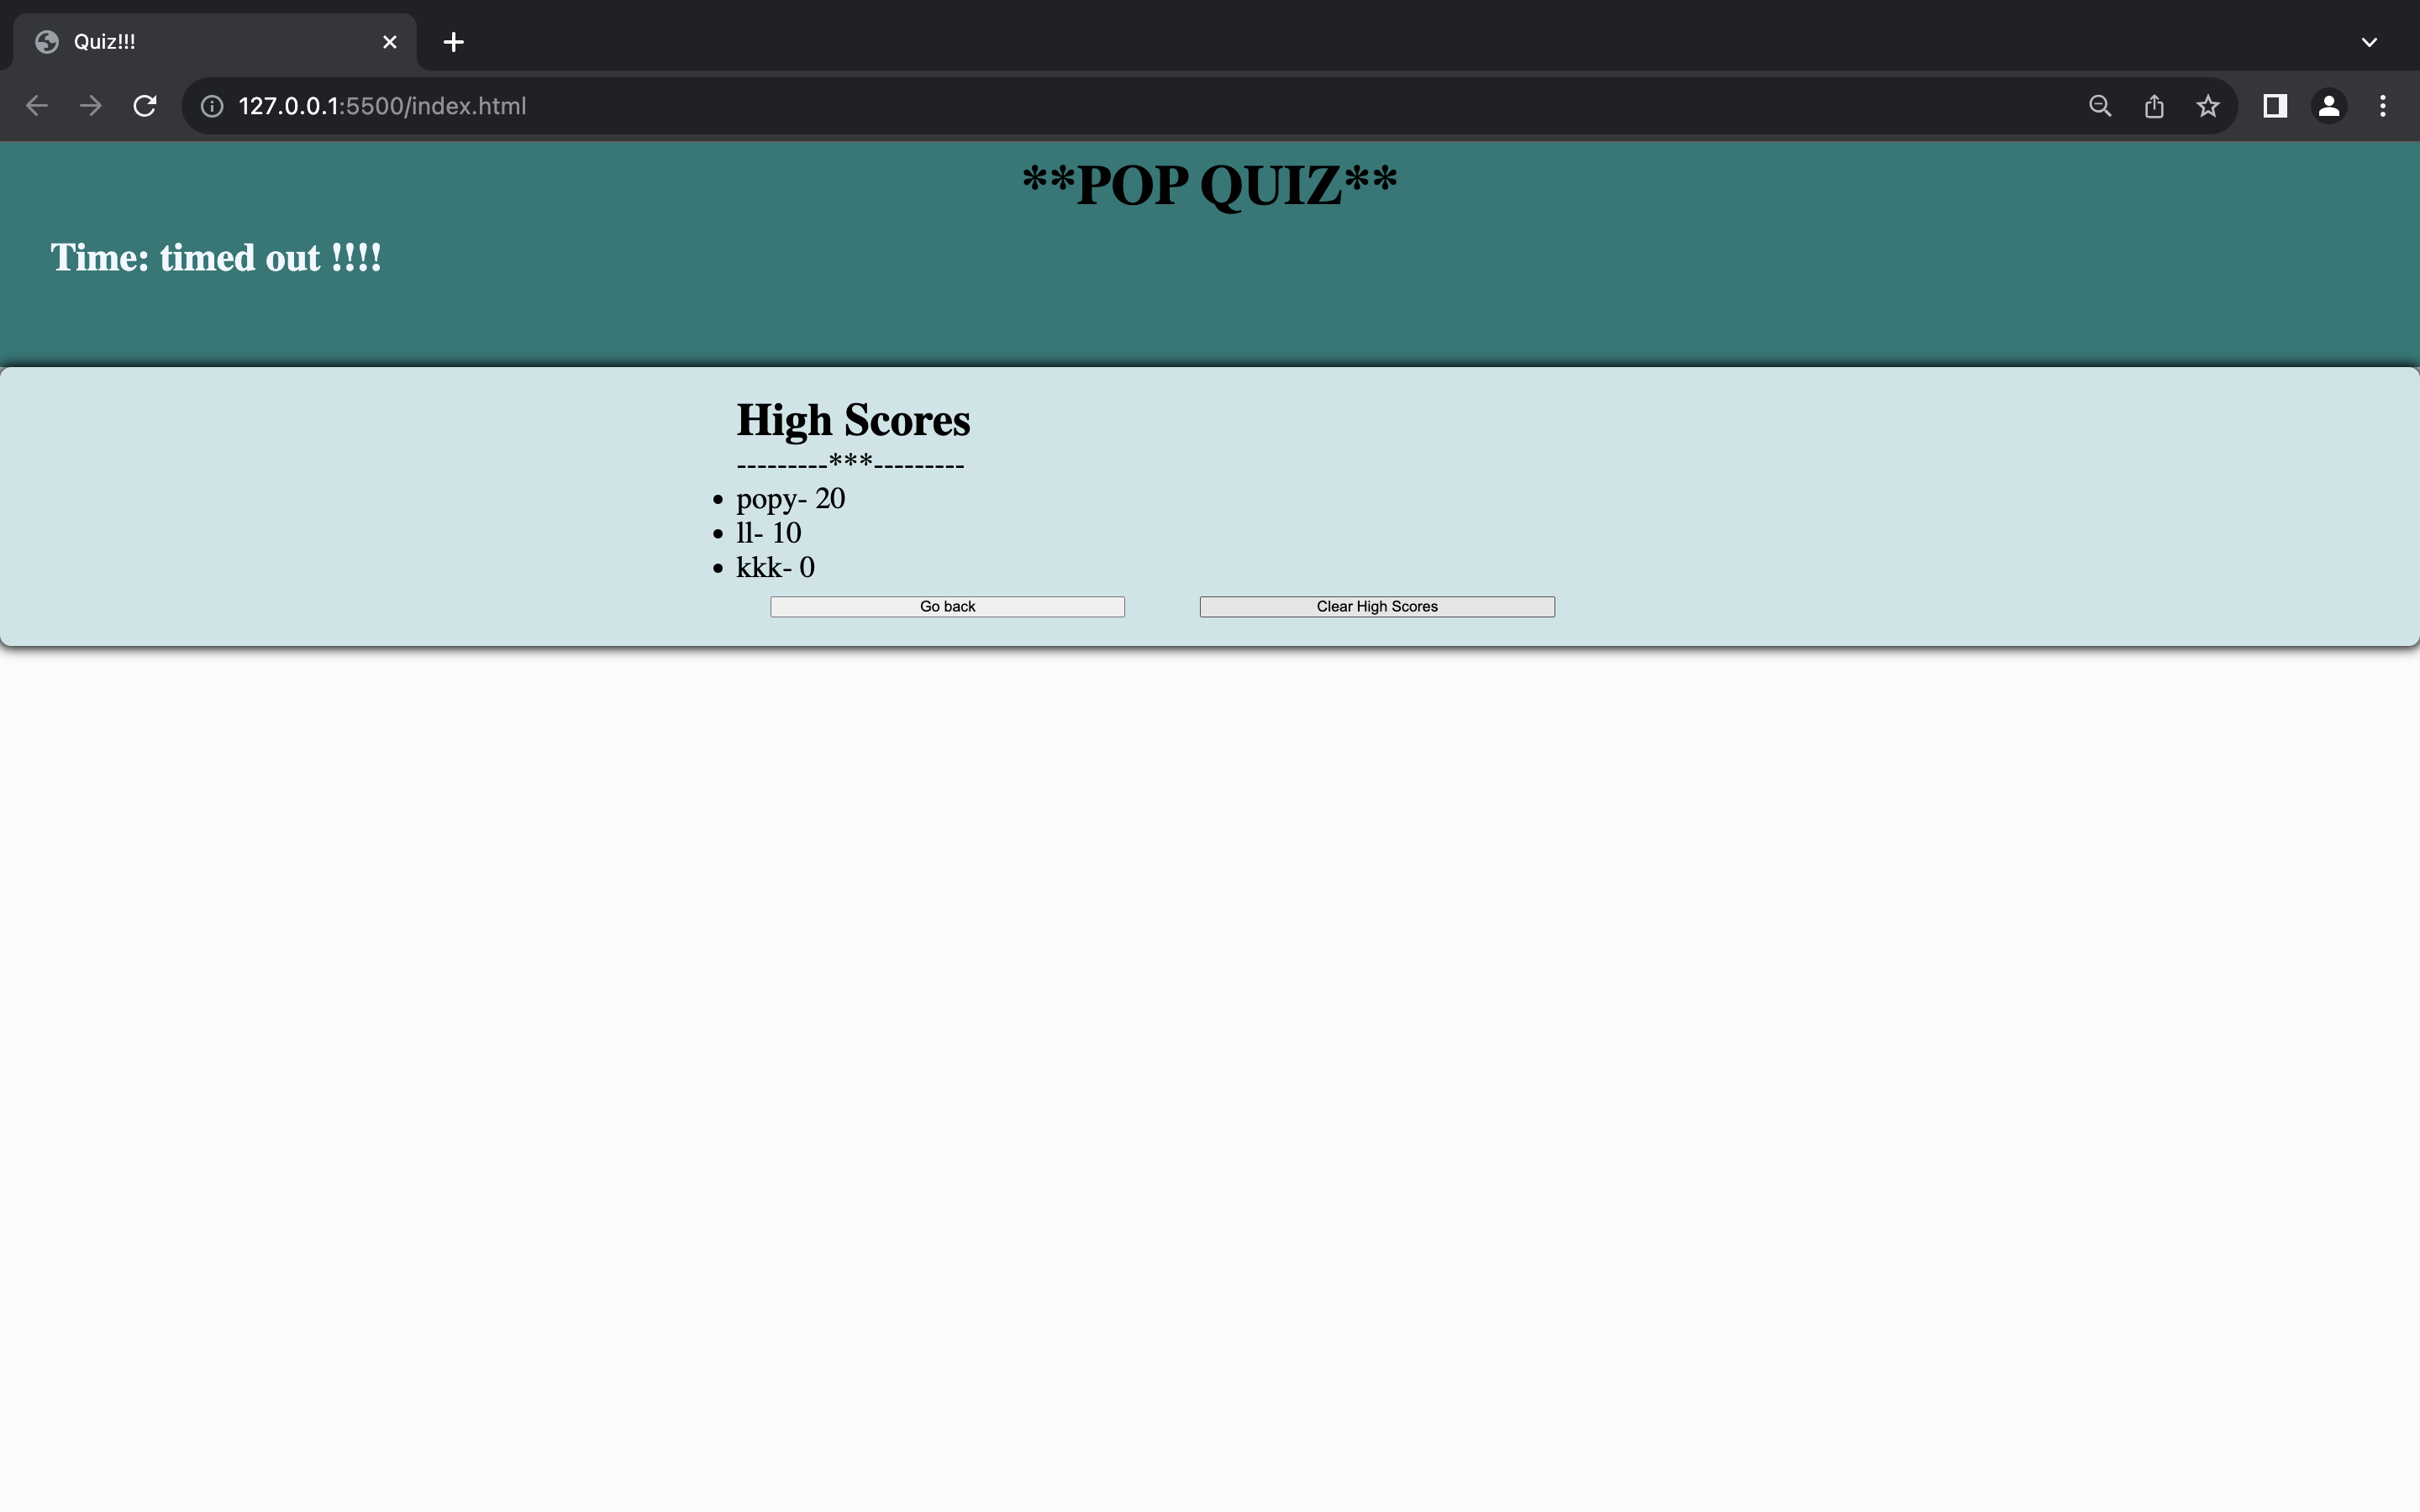 Quiz!!!
127.0.0.1:5500/index.html
**POP QUIZ**
Time: timed out !!!!
High Scores
---------***---------
popy- 20
ll- 10
kkk- 0
Go back
Clear High Scores